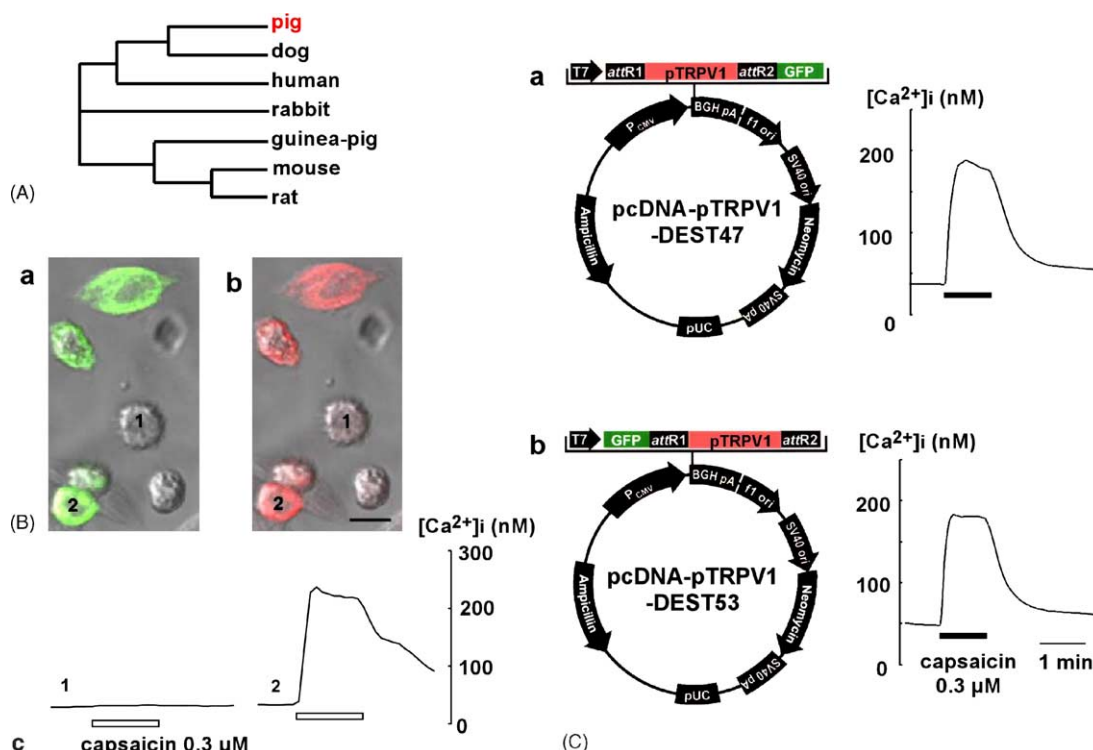 pig
dog
human
rabbit
guinea-pig
mouse
rat
(A)
a
b
1
1
2
2
(B)
[Ca²⁺]i (nM)
300
200
100
0
1
2
capsaicin 0.3 µM
c
a
T7 attR1 pTRPV1 attR2 GFP
PCMV
BGH pA
f1 ori
SV40 ori
Neomycin
SV40 pA
pUC
Ampicillin
pcDNA-pTRPV1
-DEST47
[Ca²⁺]i (nM)
200
100
0
b
T7 GFP attR1 pTRPV1 attR2
PCMV
BGH pA
f1 ori
SV40 ori
Neomycin
SV40 pA
pUC
Ampicillin
pcDNA-pTRPV1
-DEST53
[Ca²⁺]i (nM)
200
100
0
capsaicin
0.3 µM
1 min
(C)